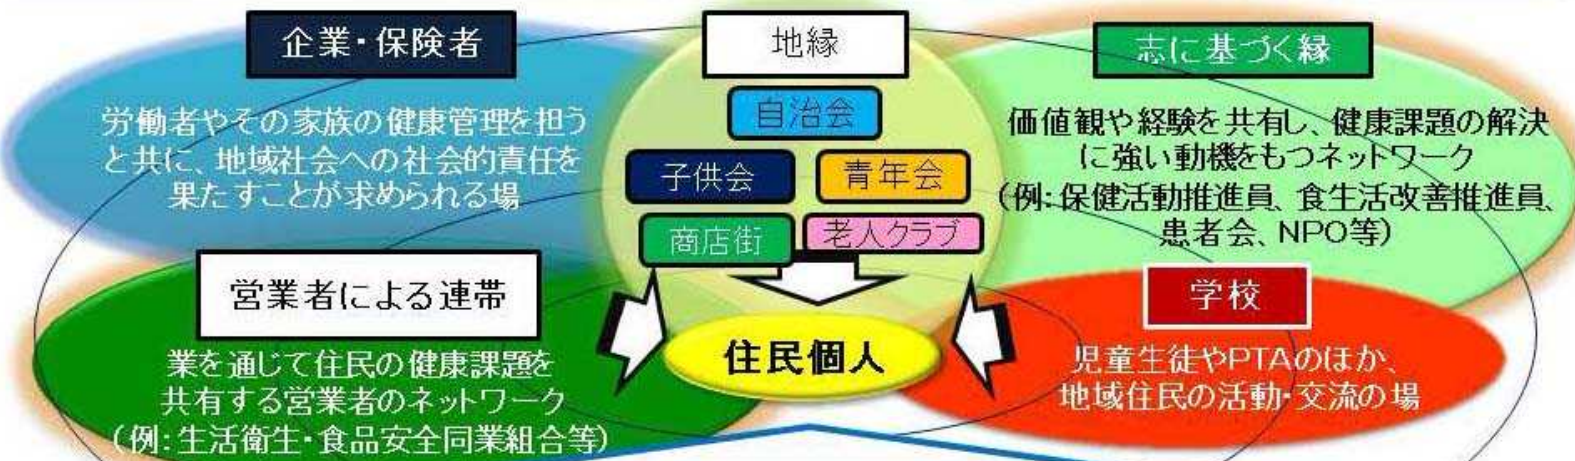 企業・保険者
労働者やその家族の健康管理を担う
と共に、地域社会への社会的責任を
果たすことが求められる場
地縁
自治会
子供会
青年会
商店街
老人クラブ
志に基づく縁
価値観や経験を共有し、健康課題の解決
に強い動機をもつネットワーク
(例:保健活動推進員、食生活改善推進員、
患者会、NPO等)
営業者による連帯
業を通じて住民の健康課題を
共有する営業者のネットワーク
(例:生活衛生・食品安全同業組合等)
住民個人
学校
児童生徒やPTAのほか、
地域住民の活動・交流の場